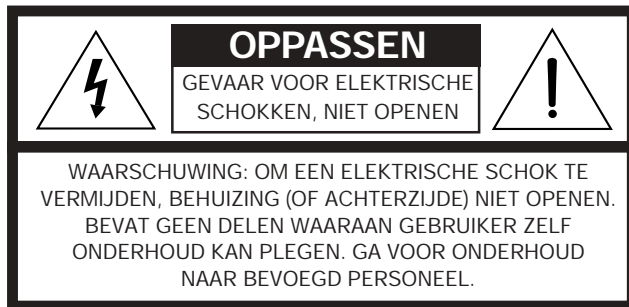 OPPASSEN
GEVAAR VOOR ELEKTRISCHE
SCHOKKEN, NIET OPENEN
WAARSCHUWING: OM EEN ELEKTRISCHE SCHOK TE
VERMIJDEN, BEHUIZING (OF ACHTERZIJDE) NIET OPENEN.
BEVAT GEEN DELEN WAARAAN GEBRUIKER ZELF
ONDERHOUD KAN PLEGEN. GA VOOR ONDERHOUD
NAAR BEVOEGD PERSONEEL.